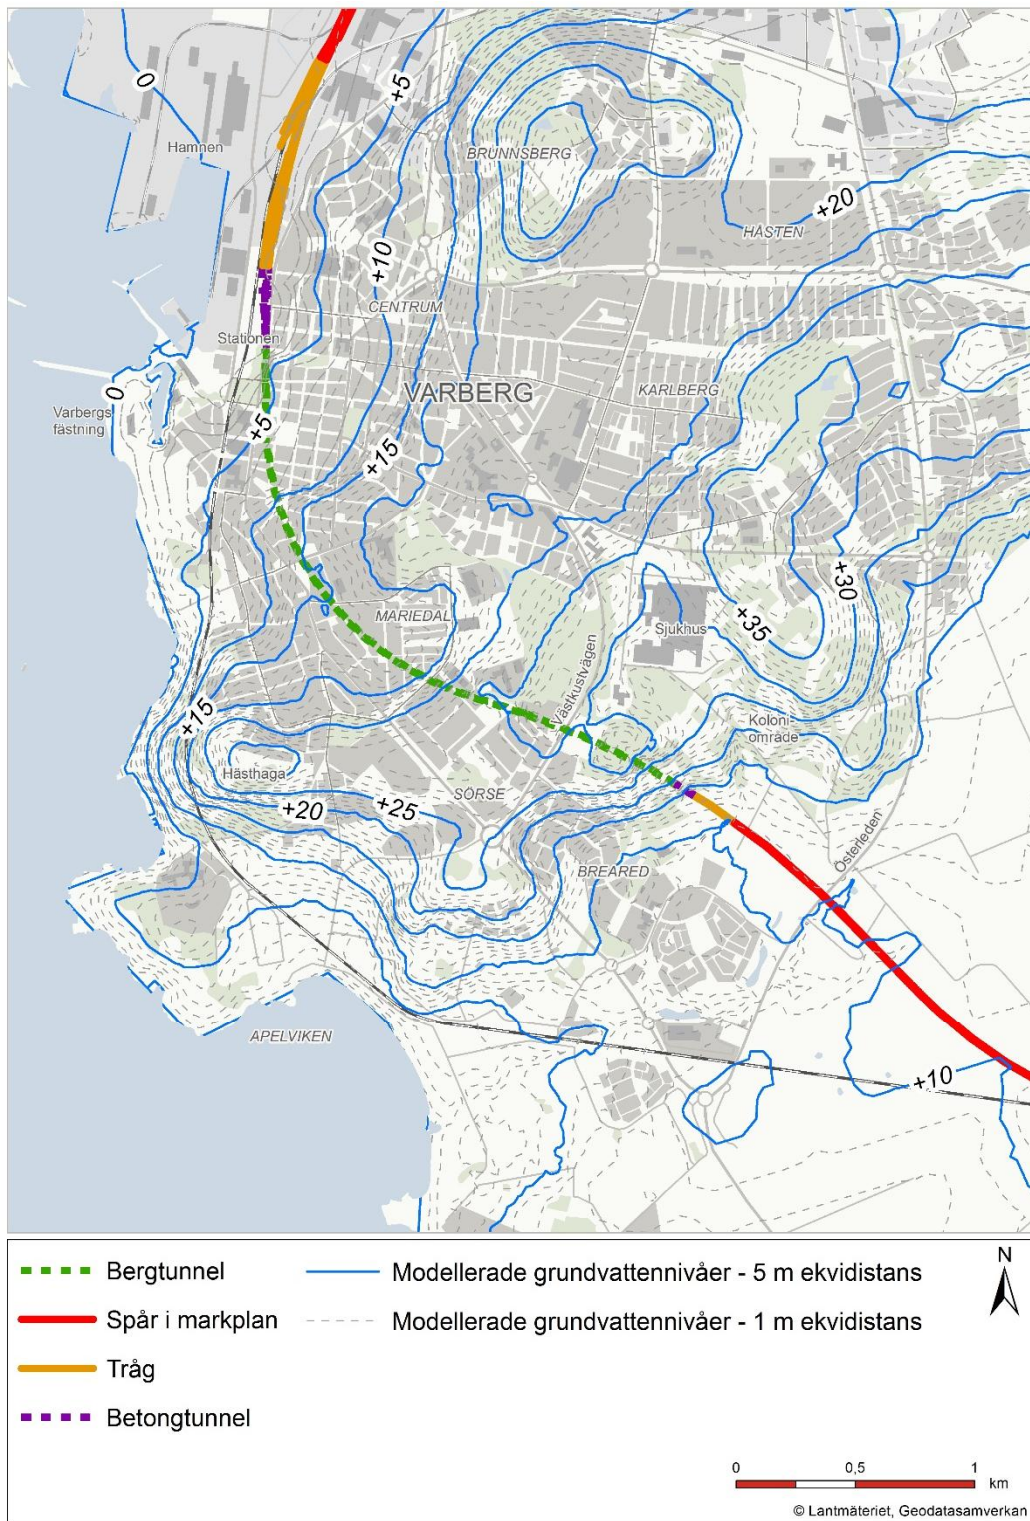 0
+5
Hamnen
BRUNNSBERG
+20
HÅSTEN
+10
CENTRUM
Stationen
VARBERG
KARLBERG
0
Varbergs
fästning
+5
+15
+30
MARIEDAL
Sjukhus
+35
Västkustvägen
+15
Koloni-
område
Hästhaga
SÖRSE
+20
+25
Österleden
BREARED
APELVIKEN
+10
Bergtunnel
Spår i markplan
Tråg
Betongtunnel
Modellerade grundvattennivåer - 5 m ekvidistans
Modellerade grundvattennivåer - 1 m ekvidistans
N
0 0,5 1
km
© Lantmäteriet, Geodatasamverkan